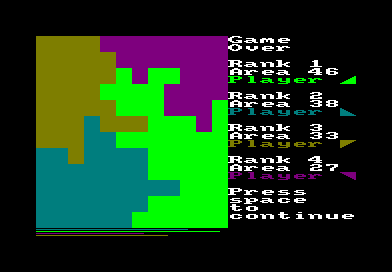 Game
Over
Rank 1
Area 46
Player
Rank 2
Area 38
Player
Rank 3
Area 33
Player
Rank 4
Area 27
Player
Press
space
to
continue